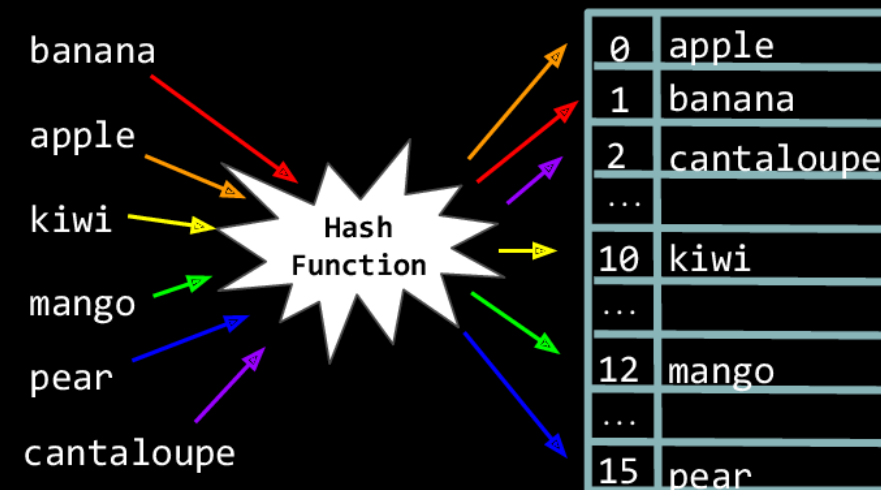 banana
apple
kiwi
mango
pear
cantaloupe
Hash
Function
0 apple
1 banana
2 cantaloupe
...
10 kiwi
...
12 mango
...
15 pear